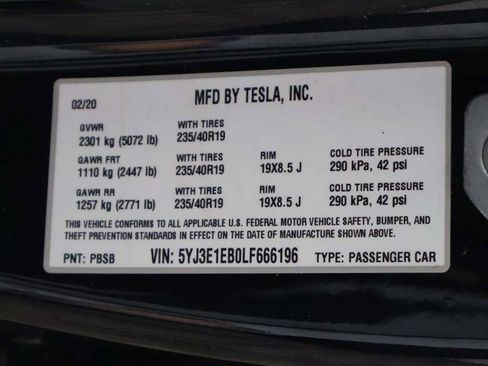 02/20 MFD BY TESLA, INC.
GVWR WITH TIRES
2301 kg (5072 lb) 235/40R19
GAWR FRT WITH TIRES RIM COLD TIRE PRESSURE
1110 kg (2447 lb) 235/40R19 19X8.5 J 290 kPa, 42 psi
GAWR RR WITH TIRES RIM COLD TIRE PRESSURE
1257 kg (2771 lb) 235/40R19 19X8.5 J 290 kPa, 42 psi
THIS VEHICLE CONFORMS TO ALL APPLICABLE U.S. FEDERAL MOTOR VEHICLE SAFETY, BUMPER, AND
THEFT PREVENTION STANDARDS IN EFFECT ON THE DATE OF MANUFACTURE SHOWN ABOVE.
PNT: PBSB VIN: 5YJ3E1EB0LF666196 TYPE: PASSENGER CAR